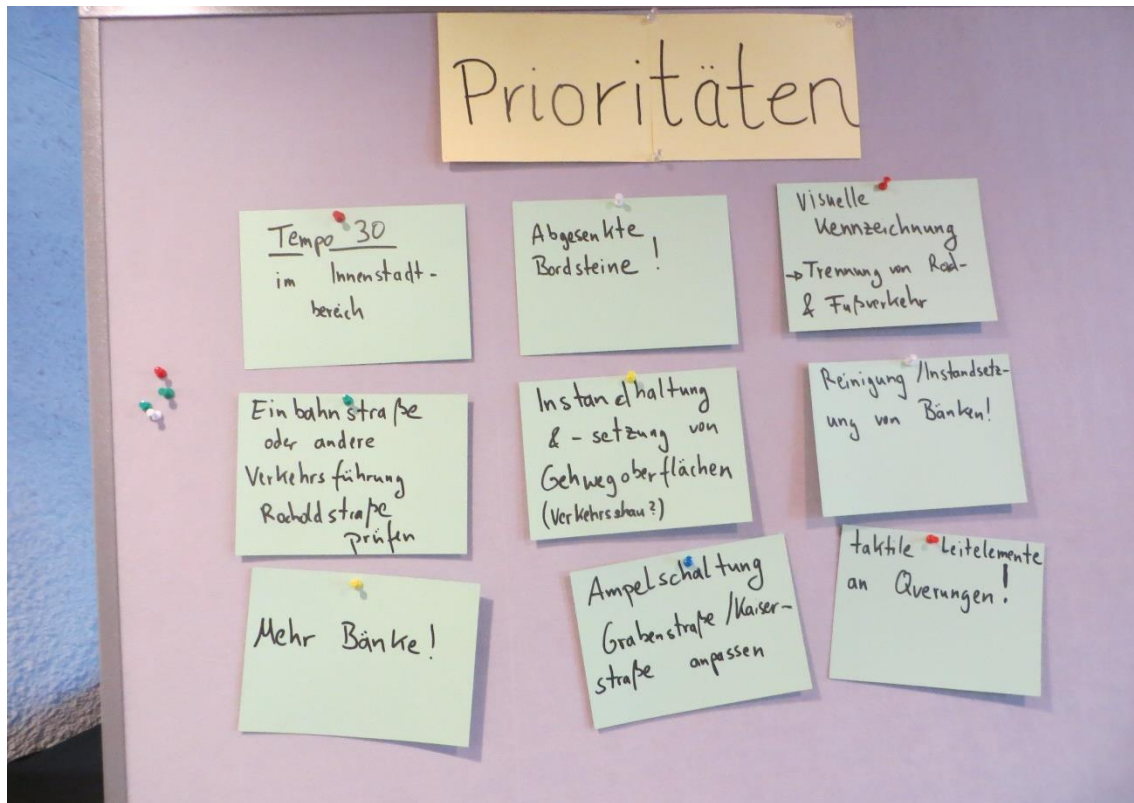 Prioritäten
Tempo 30
im Innenstadt-
bereich
Abgesenkte
Bordsteine !
Visuelle
Kennzeichnung
→ Trennung von Rad-
& Fußverkehr
Einbahnstraße
oder andere
Verkehrsführung
Rocholdstraße
prüfen
Instandhaltung
& -setzung von
Gehwegoberflächen
(Verkehrsschau?)
Reinigung /Instandsetz-
ung von Bänken!
Mehr Bänke!
Ampelschaltung
Grabenstraße /Kaiser-
straße anpassen
taktile Leitelemente
an Querungen!